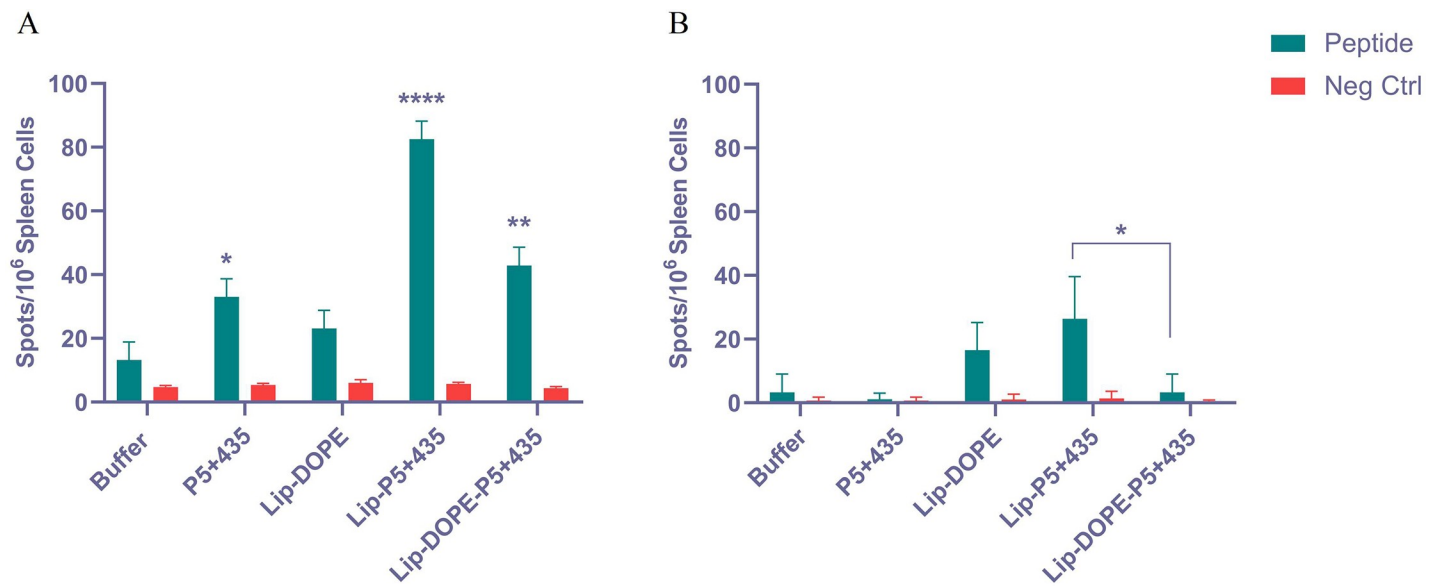 A
B
Peptide
Neg Ctrl
Spots/10⁶ Spleen Cells
100
80
60
40
20
0
*
****
**
Buffer
P5+435
Lip-DOPE
Lip-P5+435
Lip-DOPE-P5+435
Spots/10⁶ Spleen Cells
100
80
60
40
20
0
*
Buffer
P5+435
Lip-DOPE
Lip-P5+435
Lip-DOPE-P5+435